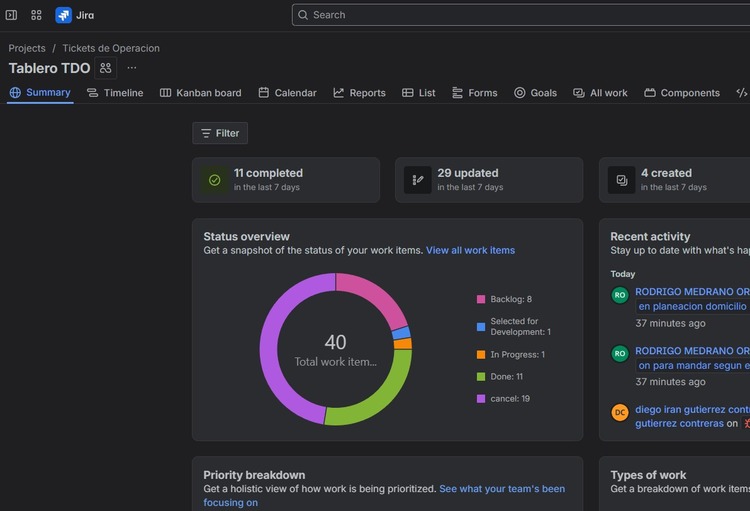 Jira
Search
Projects / Tickets de Operacion
Tablero TDO
Summary Timeline Kanban board Calendar Reports List Forms Goals All work Components
Filter
11 completed
in the last 7 days
29 updated
in the last 7 days
4 created
in the last 7 days
Status overview
Get a snapshot of the status of your work items. View all work items
40
Total work item...
Backlog: 8
Selected for
Development: 1
In Progress: 1
Done: 11
cancel: 19
Recent activity
Stay up to date with what's
Today
RO
RODRIGO MEDRANO
en planeacion domicilio
37 minutes ago
RO
RODRIGO MEDRANO
on para mandar segun
37 minutes ago
DC
diego iran gutierrez
gutierrez contreras on
Priority breakdown
Get a holistic view of how work is being prioritized. See what your team's been
focusing on
Types of work
Get a breakdown of work items